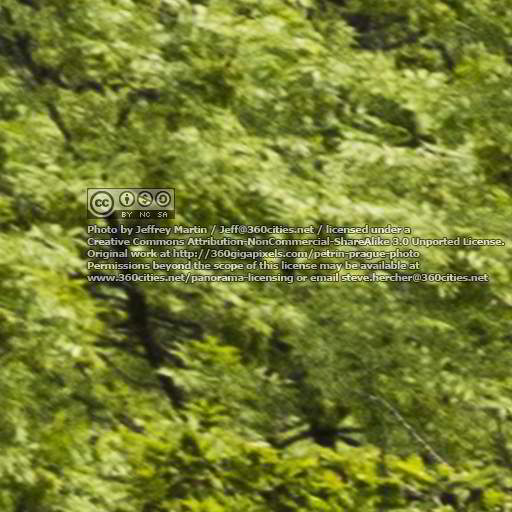 cc
BY NC SA
Photo by Jeffrey Martin / Jeff@360cities.net / licensed under a
Creative Commons Attribution-NonCommercial-ShareAlike 3.0 Unported License.
Original work at http://360gigapixels.com/petrin-prague-photo
Permissions beyond the scope of this license may be available at
www.360cities.net/panorama-licensing or email steve.hercher@360cities.net